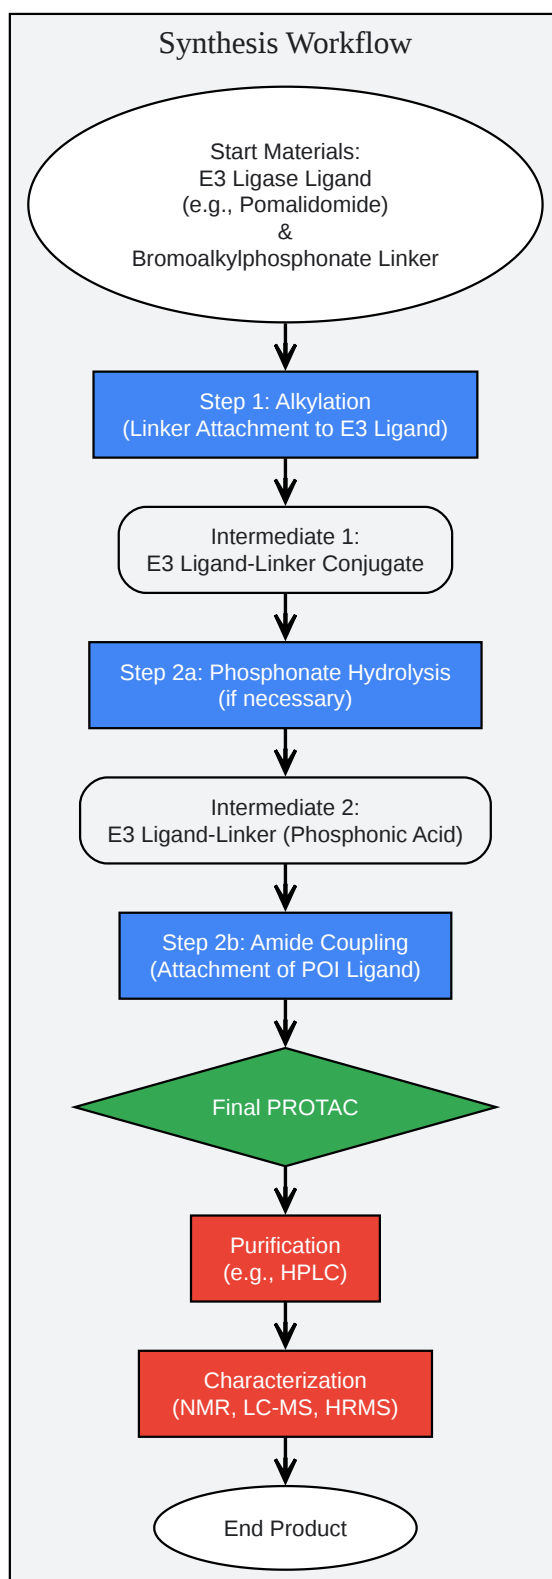 Synthesis Workflow
Start Materials:
E3 Ligase Ligand
(e.g., Pomalidomide)
&
Bromoalkylphosphonate Linker
Step 1: Alkylation
(Linker Attachment to E3 Ligand)
Intermediate 1:
E3 Ligand-Linker Conjugate
Step 2a: Phosphonate Hydrolysis
(if necessary)
Intermediate 2:
E3 Ligand-Linker (Phosphonic Acid)
Step 2b: Amide Coupling
(Attachment of POI Ligand)
Final PROTAC
Purification
(e.g., HPLC)
Characterization
(NMR, LC-MS, HRMS)
End Product